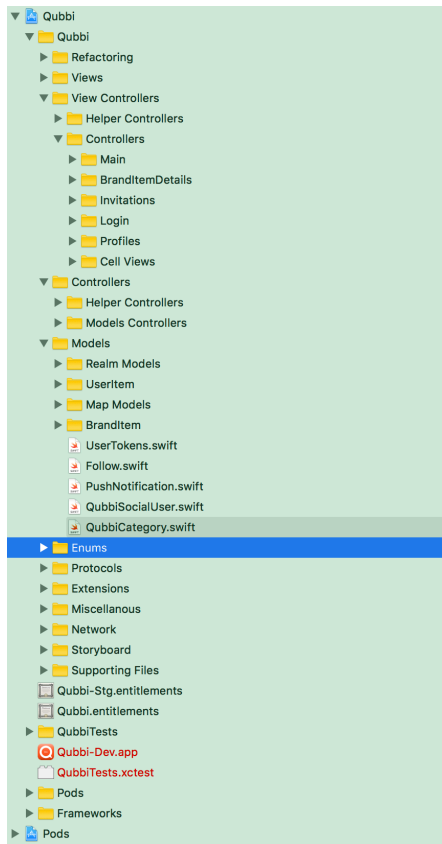 Qubbi
Qubbi
Refactoring
Views
View Controllers
Helper Controllers
Controllers
Main
BrandItemDetails
Invitations
Login
Profiles
Cell Views
Controllers
Helper Controllers
Models Controllers
Models
Realm Models
UserItem
Map Models
BrandItem
UserTokens.swift
Follow.swift
PushNotification.swift
QubbiSocialUser.swift
QubbiCategory.swift
Enums
Protocols
Extensions
Miscellanous
Network
Storyboard
Supporting Files
Qubbi-Stg.entitlements
Qubbi.entitlements
QubbiTests
Qubbi-Dev.app
QubbiTests.xctest
Pods
Frameworks
Pods